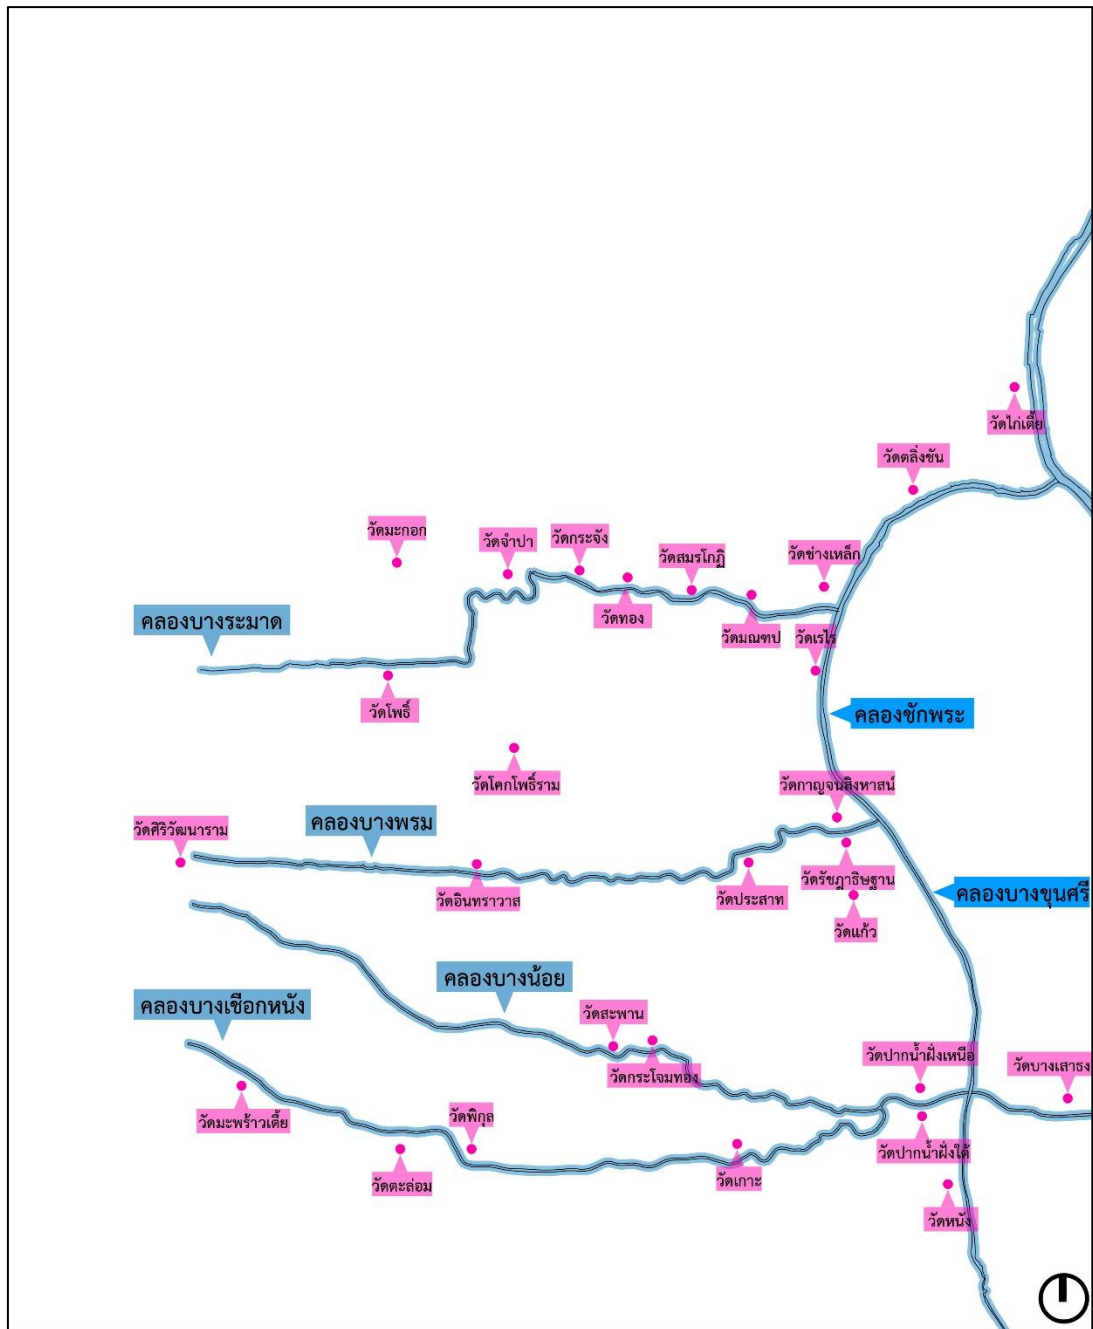 วัดไก่เตี้ย
วัดตลิ่งชัน
วัดมะกอก
วัดจำปา
วัดกระจัง
วัดสมรโกฏิ
วัดช่างเหล็ก
คลองบางระมาด
วัดทอง
วัดมณฑป
วัดเรไร
วัดโพธิ์
คลองชักพระ
วัดโคกโพธิ์ราม
วัดกาญจนสิงหาสน์
คลองบางพรม
วัดศิริวัฒนาราม
วัดอินทราวาส
วัดประสาท
วัดรัชฎาธิษฐาน
คลองบางขุนศรี
วัดแก้ว
คลองบางน้อย
คลองบางเชือกหนัง
วัดสะพาน
วัดปากน้ำฝั่งเหนือ
วัดบางเสาธง
วัดกระโจมทอง
วัดมะพร้าวเตี้ย
วัดพิกุล
วัดปากน้ำฝั่งใต้
วัดตะล่อม
วัดเกาะ
วัดหนัง